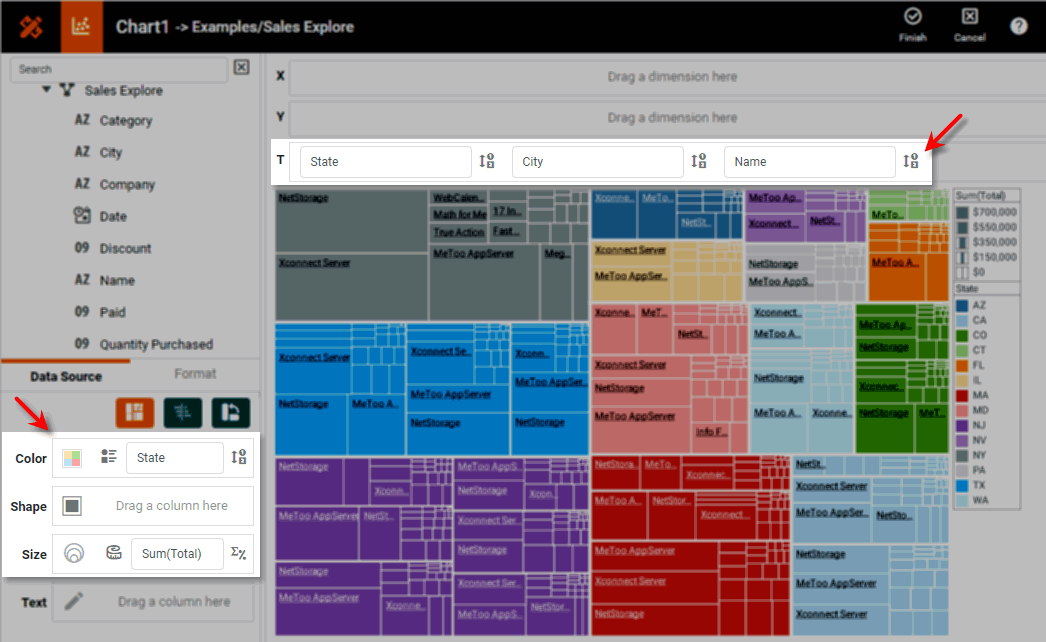 Chart1 -> Examples/Sales Explore
Finish
Cancel
?
Search
Sales Explore
AZ Category
AZ City
AZ Company
Date
09 Discount
AZ Name
09 Paid
09 Quantity Purchased
Data Source
Format
Color
State
Shape
Drag a column here
Size
Sum(Total)
Σ%
Text
Drag a column here
X
Drag a dimension here
Y
Drag a dimension here
T
State
City
Name
NetStorage
WebCalen...
Math for Me
17 In...
True Action
Fast...
Xconnect Server
MeToo AppServer
Meg...
Xconne...
MeToo...
NetSt...
MeToo Ap...
Xconnect...
NetSt...
MeTo...
Xconnect Server
MeToo AppSer...
NetStorage
MeToo AppS...
MeToo A...
Xconnect Server
NetStorage
MeToo A...
Xconnect Se...
MeToo AppServer
NetStorage
Xconn...
MeToo AppSer...
NetStorage
Xconne...
MeT...
NetSt...
Xconnect Server
NetStorage
MeToo AppServer
Info F...
Xconnect...
MeToo A...
NetStorage
MeToo A...
Xconne...
MeToo Ap...
NetStorage
Xconnec...
NetStorage
MeT...
NetStorage
Xconn...
MeToo AppServer
NetSt...
NetStorage
MeToo AppServer
Xconne...
MeToo AppS...
NetStorage
Xcon...
Xconnect Ser...
NetStorage
Xconnect Ser...
MeToo AppS...
NetStor...
NetStora...
MeTo...
Xconnec...
MeToo A...
NetStor...
Xconnect...
MeToo AppServer
Xconnect Server
NetStorage
NetSt...
Xconnect Server
MeToo AppSer...
NetSto...
NetStorage
MeToo AppServer
Xconnect Server
Sum(Total)
$700,000
$550,000
$350,000
$150,000
$0
State
AZ
CA
CO
CT
FL
IL
MA
MD
NJ
NV
NY
PA
TX
WA